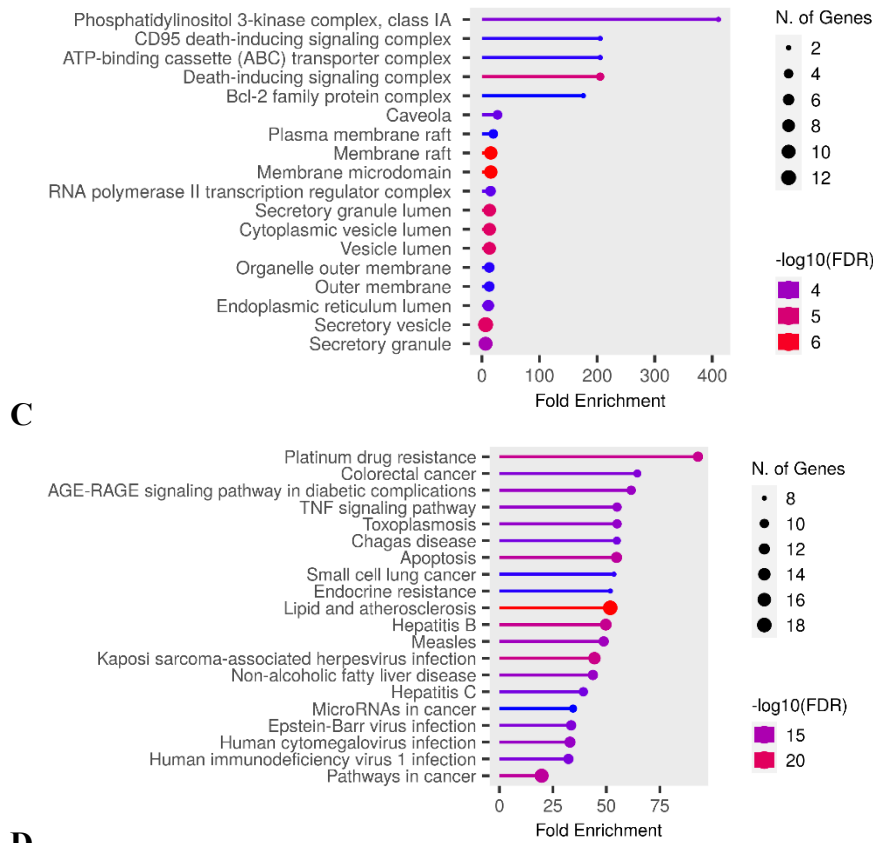 Phosphatidylinositol 3-kinase complex, class IA
CD95 death-inducing signaling complex
ATP-binding cassette (ABC) transporter complex
Death-inducing signaling complex
Bcl-2 family protein complex
Caveola
Plasma membrane raft
Membrane raft
Membrane microdomain
RNA polymerase II transcription regulator complex
Secretory granule lumen
Cytoplasmic vesicle lumen
Vesicle lumen
Organelle outer membrane
Outer membrane
Endoplasmic reticulum lumen
Secretory vesicle
Secretory granule
0 100 200 300 400
Fold Enrichment
N. of Genes
2
4
6
8
10
12
-log10(FDR)
4
5
6
C
Platinum drug resistance
Colorectal cancer
AGE-RAGE signaling pathway in diabetic complications
TNF signaling pathway
Toxoplasmosis
Chagas disease
Apoptosis
Small cell lung cancer
Endocrine resistance
Lipid and atherosclerosis
Hepatitis B
Measles
Kaposi sarcoma-associated herpesvirus infection
Non-alcoholic fatty liver disease
Hepatitis C
MicroRNAs in cancer
Epstein-Barr virus infection
Human cytomegalovirus infection
Human immunodeficiency virus 1 infection
Pathways in cancer
0 25 50 75
Fold Enrichment
N. of Genes
8
10
12
14
16
18
-log10(FDR)
15
20
D